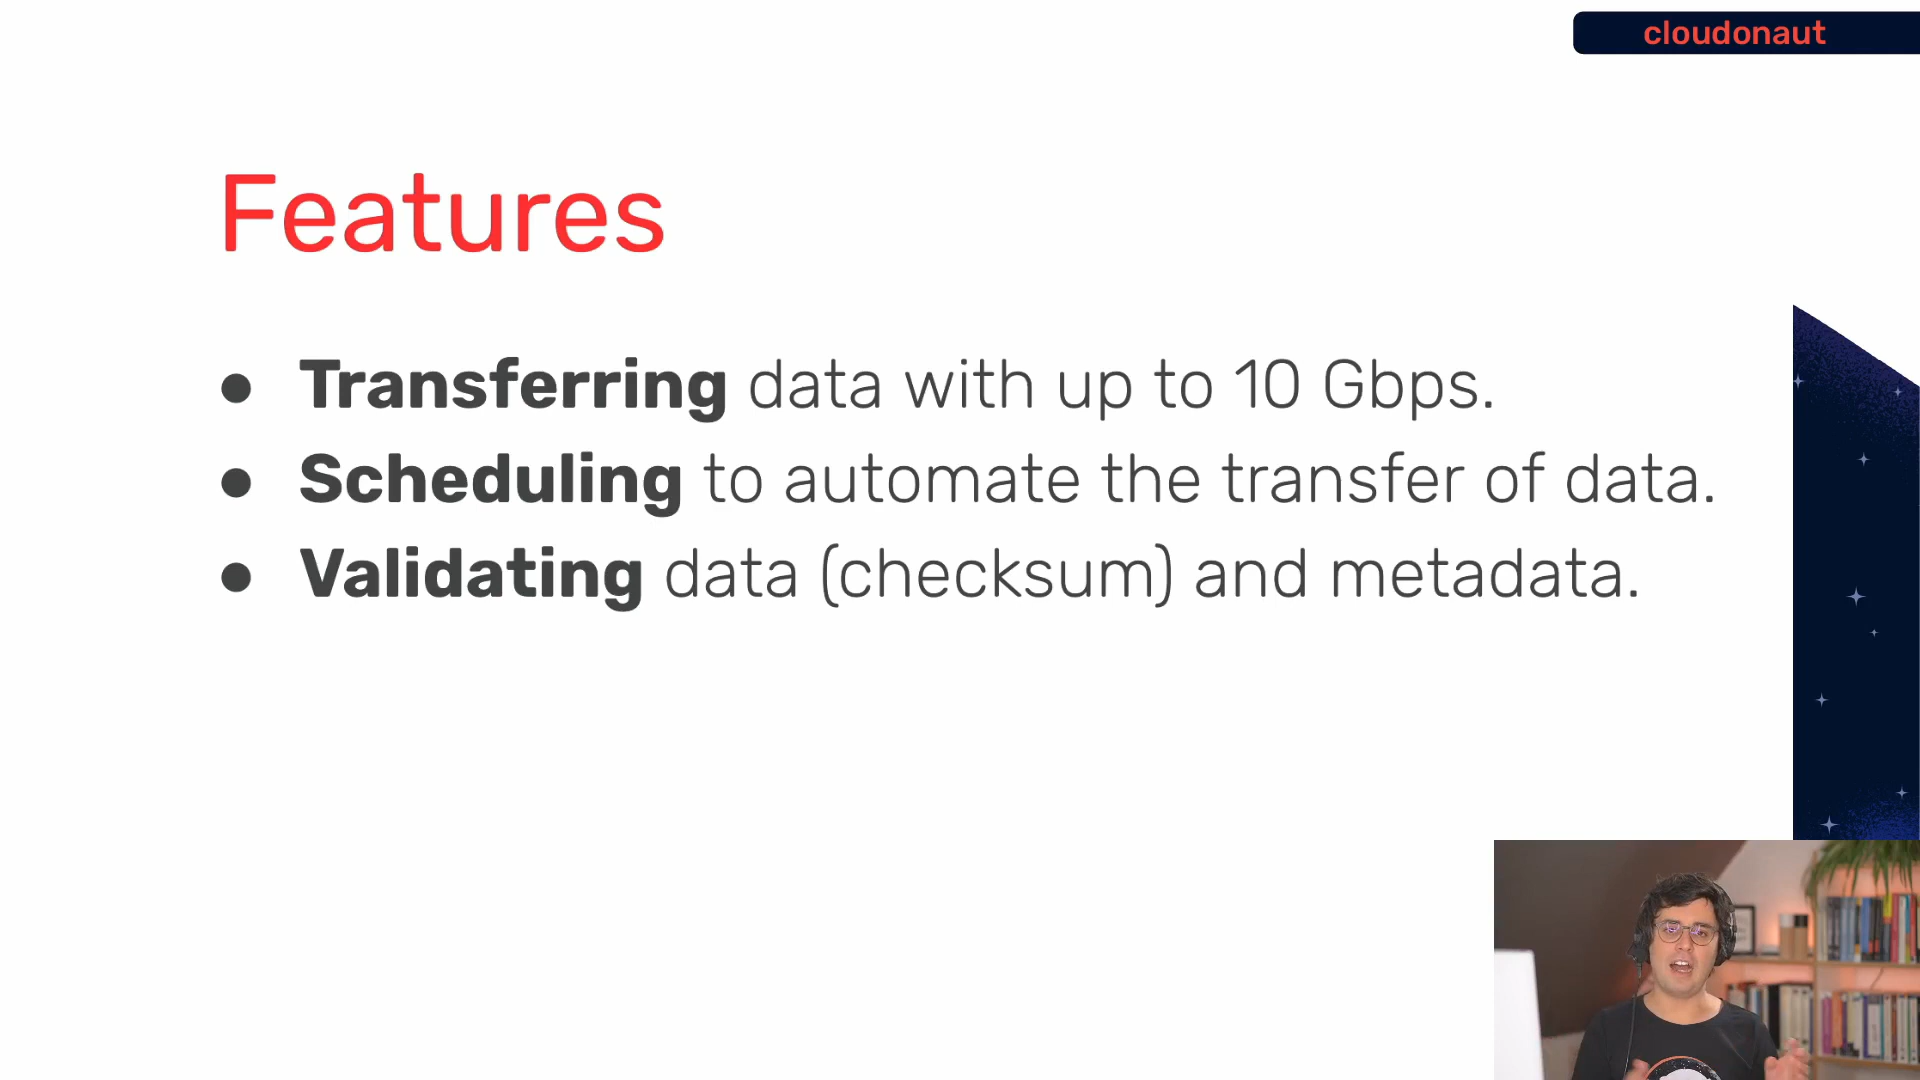 cloudonaut
Features
● Transferring data with up to 10 Gbps.
● Scheduling to automate the transfer of data.
● Validating data (checksum) and metadata.